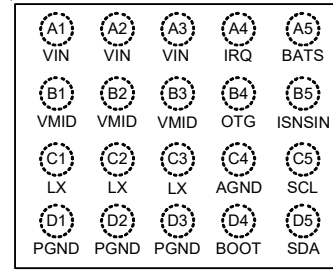 A1 A2 A3 A4 A5
VIN VIN VIN IRQ BATS
B1 B2 B3 B4 B5
VMID VMID VMID OTG ISNSIN
C1 C2 C3 C4 C5
LX LX LX AGND SCL
D1 D2 D3 D4 D5
PGND PGND PGND BOOT SDA